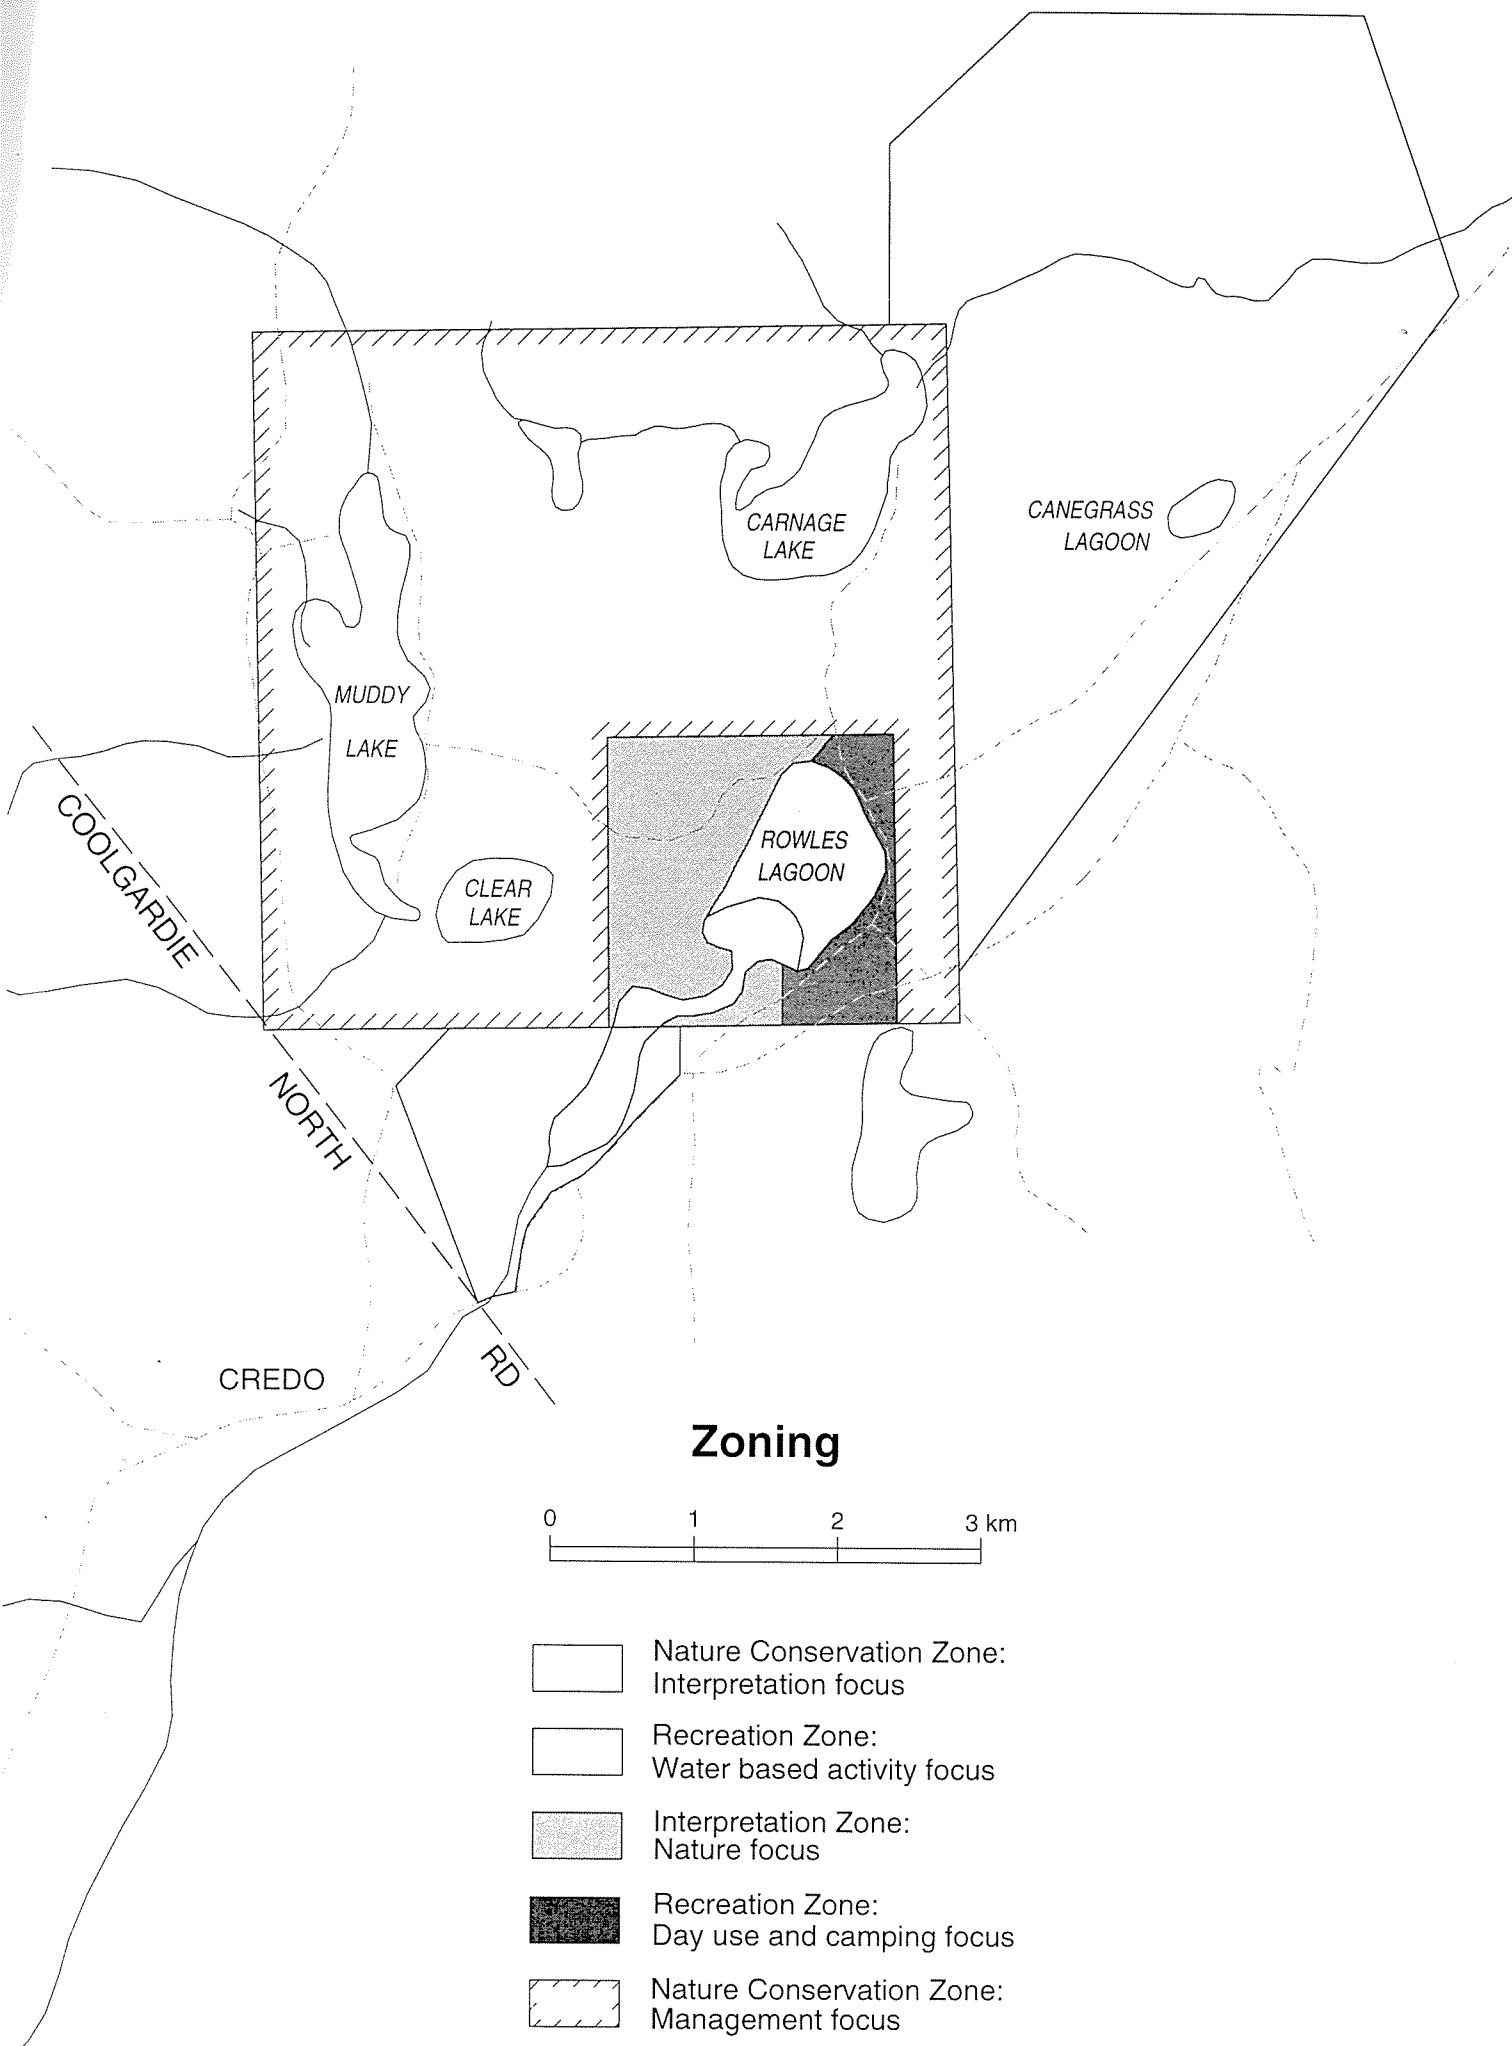 CANEGRASS
LAGOON
CARNAGE
LAKE
MUDDY
LAKE
ROWLES
LAGOON
CLEAR
LAKE
COOLGARDIE
NORTH
RD
CREDO
Zoning
0 1 2 3 km
Nature Conservation Zone:
Interpretation focus
Recreation Zone:
Water based activity focus
Interpretation Zone:
Nature focus
Recreation Zone:
Day use and camping focus
Nature Conservation Zone:
Management focus